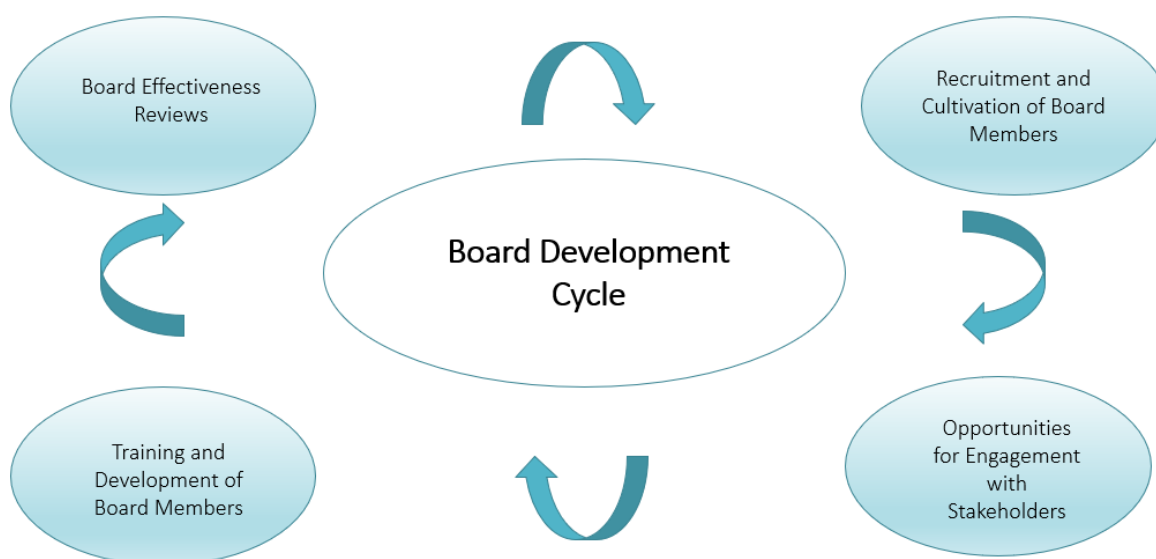 Board Effectiveness
Reviews
Recruitment and
Cultivation of Board
Members
Board Development
Cycle
Training and
Development of
Board Members
Opportunities
for Engagement
with
Stakeholders